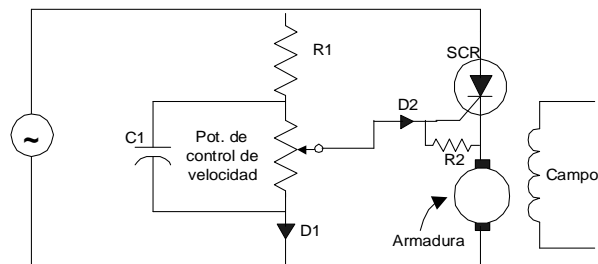 R1
SCR
D2
C1
Pot. de
control de
velocidad
R2
Campo
D1
Armadura
~